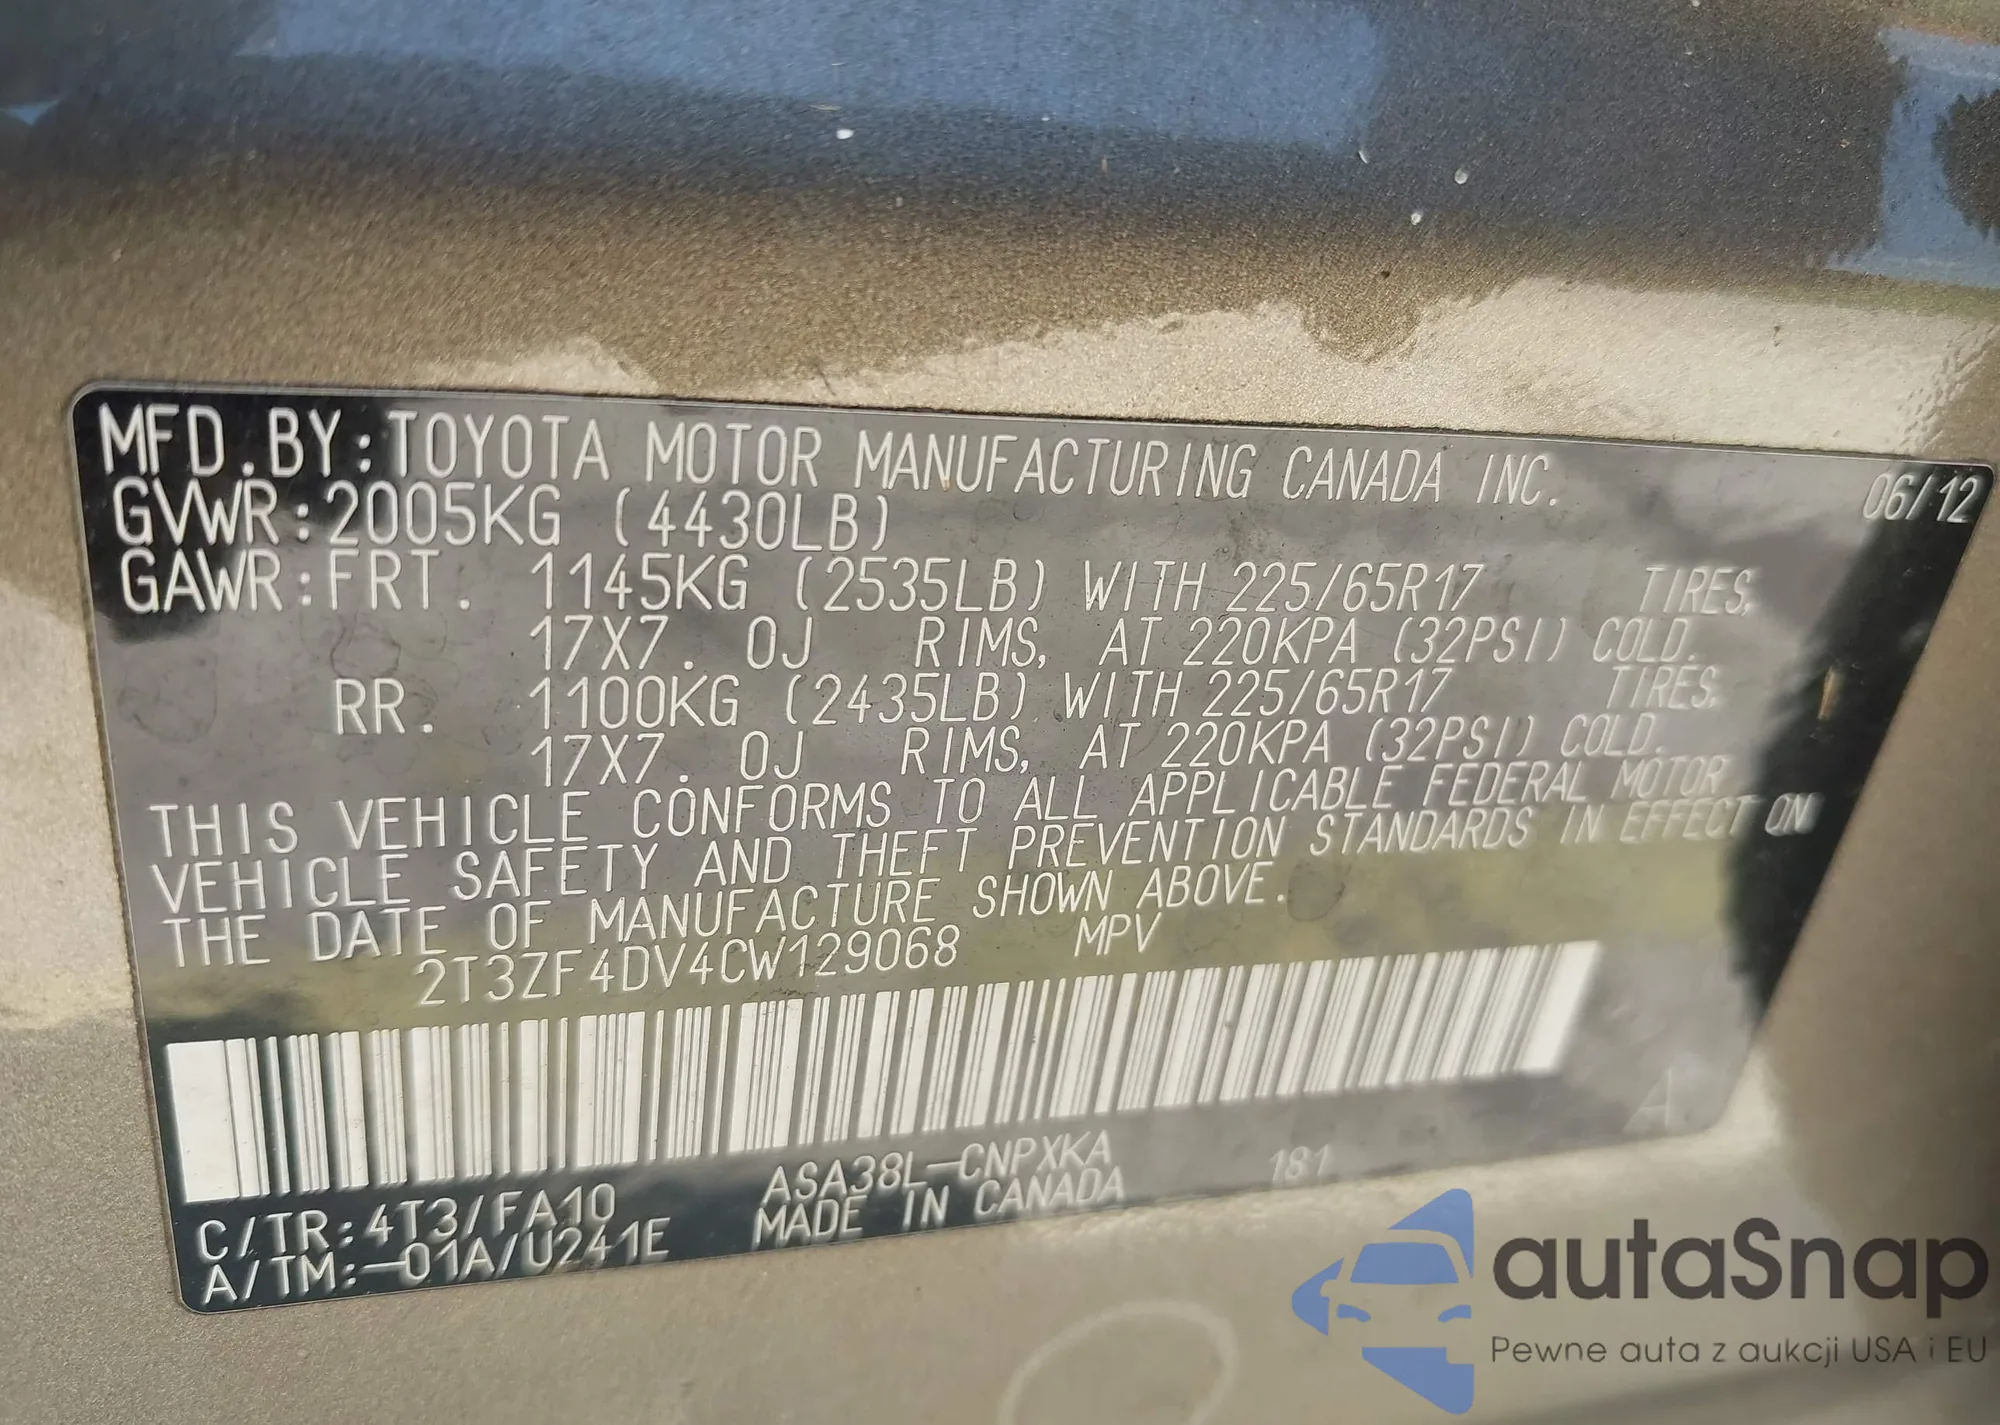 MFD.BY:TOYOTA MOTOR MANUFACTURING CANADA INC. 06/12
GVWR:2005KG (4430LB)
GAWR:FRT. 1145KG (2535LB) WITH 225/65R17 TIRES,
17X7.0J RIMS, AT 220KPA (32PSI) COLD.
RR. 1100KG (2435LB) WITH 225/65R17 TIRES,
17X7.0J RIMS, AT 220KPA (32PSI) COLD.
THIS VEHICLE CONFORMS TO ALL APPLICABLE FEDERAL MOTOR
VEHICLE SAFETY AND THEFT PREVENTION STANDARDS IN EFFECT ON
THE DATE OF MANUFACTURE SHOWN ABOVE.
2T3ZF4DV4CW129068 MPV
A
C/TR:4T3/FA10 ASA38L-CNPXKA 181
A/TM:-01A/U241E MADE IN CANADA
autaSnap
Pewne auta z aukcji USA i EU